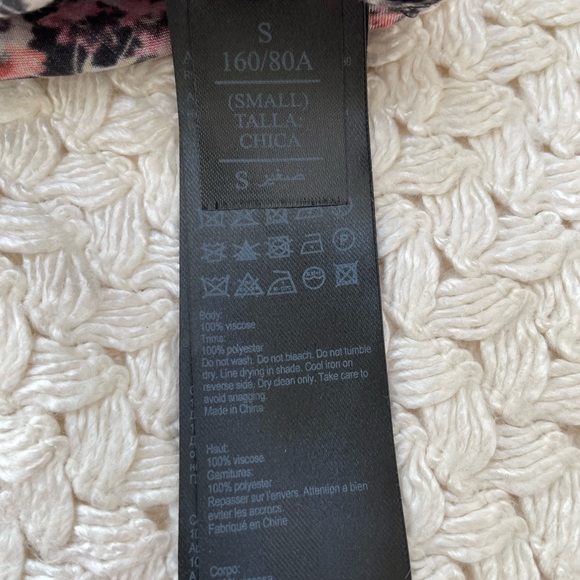 S
160/80A
(SMALL)
TALLA:
CHICA
S صغير
Body:
100% viscose
Trims:
100% polyester
Do not wash. Do not bleach. Do not tumble
dry. Line drying in shade. Cool iron on
reverse side. Dry clean only. Take care to
avoid snagging.
Made in China
Haut:
100% viscose
Garnitures:
100% polyester
Repasser sur l'envers. Attention à bien
eviter les accrocs.
Fabriqué en Chine
Corpo: